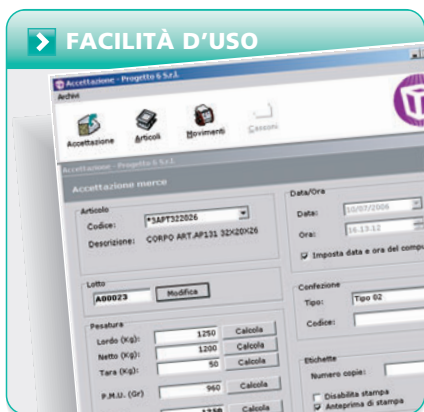 FACILITÀ D'USO
Accettazione - Progetto 6 S.r.l.
Archivi
Accettazione Articoli Movimenti Cassoni
Accettazione - Progetto 6 S.r.l.
Accettazione merce
Articolo
Codice: *3APT322026
Descrizione: CORPO ART.AP131 32X20X26
Lotto
A00023 Modifica
Pesatura
Lordo (Kg): 1250 Calcola
Netto (Kg): 1200 Calcola
Tara (Kg): 50 Calcola
P.M.U. (Gr) 960 Calcola
1250 Calcola
Data/Ora
Data: 10/07/2006
Ora: 16.13.12
Imposta data e ora del
Confezione
Tipo: Tipo 02
Codice:
Etichette
Numero copie:
Disabilita stampa
Anteprima di stampa